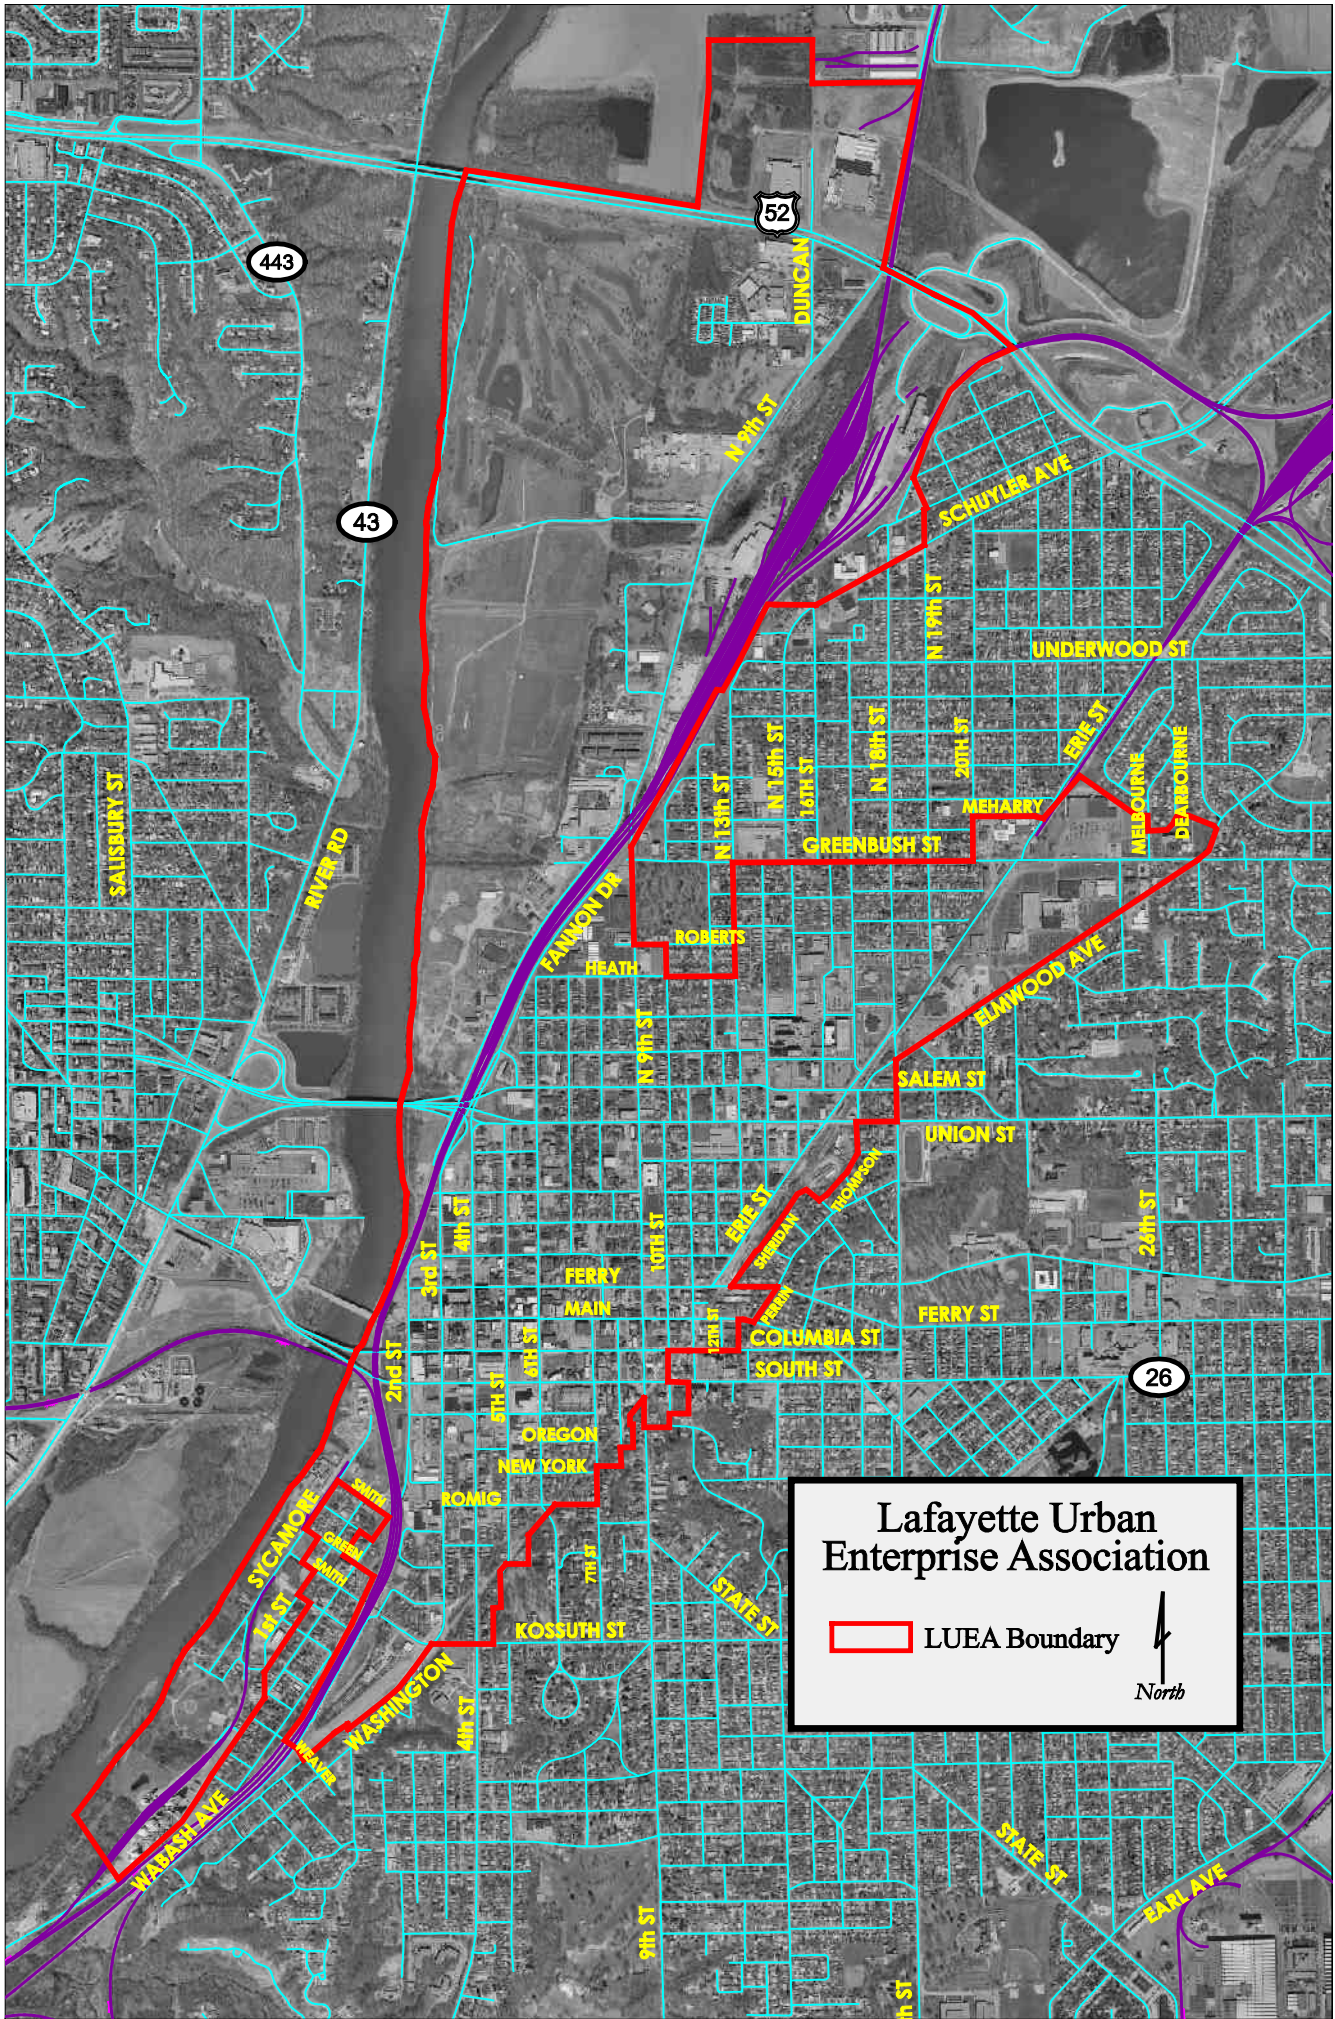 52
443
DUNCAN
N 9th ST
SCHUYLER AVE
43
N 19th ST
UNDERWOOD ST
ERIE ST
N 18th ST
20TH ST
N 15th ST
16TH ST
N 13th ST
MELBOURNE
DEARBOURNE
SALISBURY ST
MEHARRY
RIVER RD
GREENBUSH ST
FANNON DR
ROBERTS
HEATH
ELMWOOD AVE
N 9th ST
SALEM ST
UNION ST
THOMPSON
4th ST
ERIE ST
10TH ST
SHERIDAN
26th ST
3rd ST
FERRY
MAIN
PERRIN
FERRY ST
12TH ST
COLUMBIA ST
6TH ST
SOUTH ST
2nd ST
26
5TH ST
OREGON
NEW YORK
ROMIG
SMITH
SYCAMORE
GREEN
SMITH
7TH ST
1st ST
STATE ST
KOSSUTH ST
WASHINGTON
4th ST
WEAVER
WABASH AVE
Lafayette Urban
Enterprise Association
LUEA Boundary
North
STATE ST
EARL AVE
9th ST
h ST